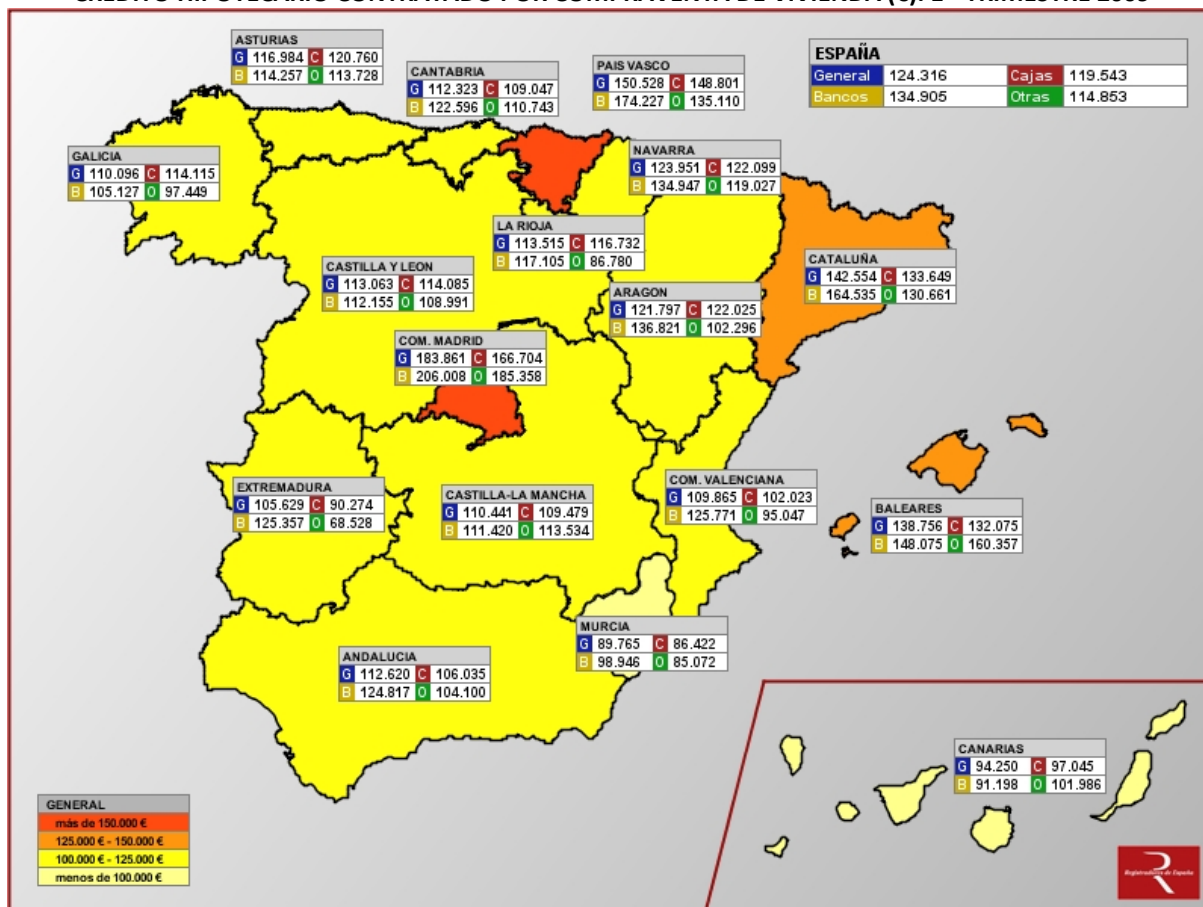 HIPOTECARIO CONTRATADO POR COMPRAVENTA DE VIVIENDA (€). TRIMESTRE
ASTURIAS
G 116.984 C 120.760
B 114.257 O 113.728
CANTABRIA
G 112.323 C 109.047
B 122.596 O 110.743
PAIS VASCO
G 150.528 C 148.801
B 174.227 O 135.110
ESPAÑA
General 124.316 Cajas 119.543
Bancos 134.905 Otras 114.853
GALICIA
G 110.096 C 114.115
B 105.127 O 97.449
NAVARRA
G 123.951 C 122.099
B 134.947 O 119.027
LA RIOJA
G 113.515 C 116.732
B 117.105 O 86.780
CASTILLA Y LEON
G 113.063 C 114.085
B 112.155 O 108.991
CATALUÑA
G 142.554 C 133.649
B 164.535 O 130.661
ARAGON
G 121.797 C 122.025
B 136.821 O 102.296
COM. MADRID
G 183.861 C 166.704
B 206.008 O 185.358
EXTREMADURA
G 105.629 C 90.274
B 125.357 O 68.528
CASTILLA-LA MANCHA
G 110.441 C 109.479
B 111.420 O 113.534
COM. VALENCIANA
G 109.865 C 102.023
B 125.771 O 95.047
BALEARES
G 138.756 C 132.075
B 148.075 O 160.357
MURCIA
G 89.765 C 86.422
B 98.946 O 85.072
ANDALUCIA
G 112.620 C 106.035
B 124.817 O 104.100
CANARIAS
G 94.250 C 97.045
B 91.198 O 101.986
GENERAL
más de 150.000 €
125.000 € - 150.000 €
100.000 € - 125.000 €
menos de 100.000 €
R
Registradores de España